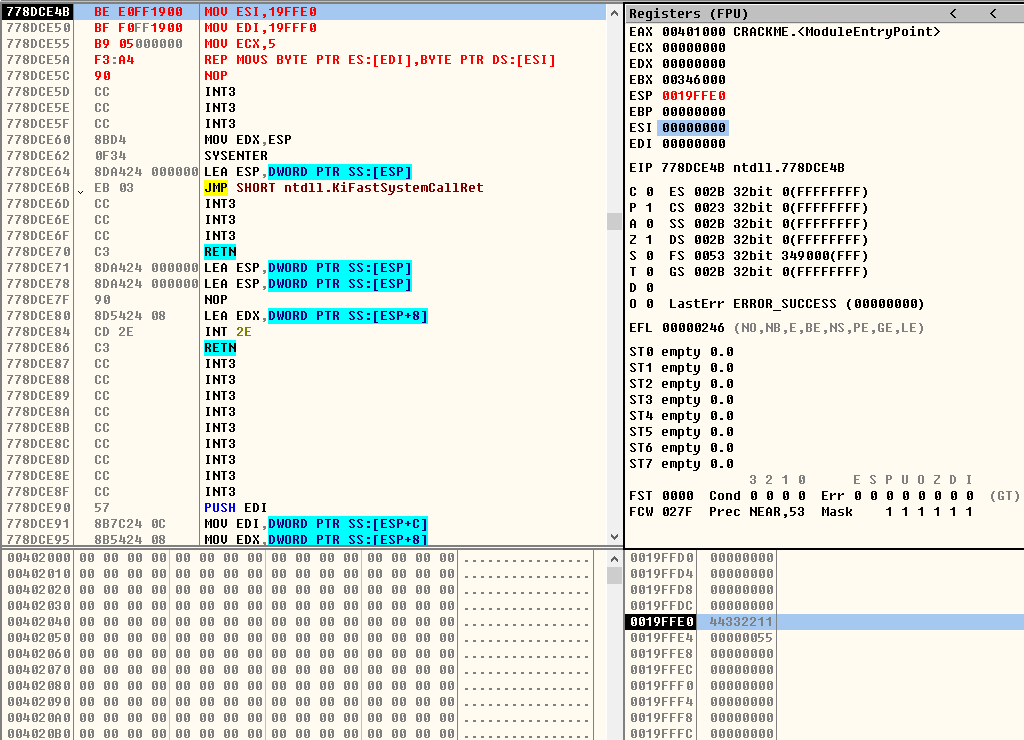 778DCE4B BE E0FF1900 MOV ESI,19FFE0
778DCE50 BF F0FF1900 MOV EDI,19FFF0
778DCE55 B9 05000000 MOV ECX,5
778DCE5A F3:A4 REP MOVS BYTE PTR ES:[EDI],BYTE PTR DS:[ESI]
778DCE5C 90 NOP
778DCE5D CC INT3
778DCE5E CC INT3
778DCE5F CC INT3
778DCE60 8BD4 MOV EDX,ESP
778DCE62 0F34 SYSENTER
778DCE64 8DA424 000000 LEA ESP,DWORD PTR SS:[ESP]
778DCE6B EB 03 JMP SHORT ntdll.KiFastSystemCallRet
778DCE6D CC INT3
778DCE6E CC INT3
778DCE6F CC INT3
778DCE70 C3 RETN
778DCE71 8DA424 000000 LEA ESP,DWORD PTR SS:[ESP]
778DCE78 8DA424 000000 LEA ESP,DWORD PTR SS:[ESP]
778DCE7F 90 NOP
778DCE80 8D5424 08 LEA EDX,DWORD PTR SS:[ESP+8]
778DCE84 CD 2E INT 2E
778DCE86 C3 RETN
778DCE87 CC INT3
778DCE88 CC INT3
778DCE89 CC INT3
778DCE8A CC INT3
778DCE8B CC INT3
778DCE8C CC INT3
778DCE8D CC INT3
778DCE8E CC INT3
778DCE8F CC INT3
778DCE90 57 PUSH EDI
778DCE91 8B7C24 0C MOV EDI,DWORD PTR SS:[ESP+C]
778DCE95 8B5424 08 MOV EDX,DWORD PTR SS:[ESP+8]
Registers (FPU) < <
EAX 00401000 CRACKME.<ModuleEntryPoint>
ECX 00000000
EDX 00000000
EBX 00346000
ESP 0019FFE0
EBP 00000000
ESI 00000000
EDI 00000000
EIP 778DCE4B ntdll.778DCE4B
C 0 ES 002B 32bit 0(FFFFFFFF)
P 1 CS 0023 32bit 0(FFFFFFFF)
A 0 SS 002B 32bit 0(FFFFFFFF)
Z 1 DS 002B 32bit 0(FFFFFFFF)
S 0 FS 0053 32bit 349000(FFF)
T 0 GS 002B 32bit 0(FFFFFFFF)
D 0
O 0 LastErr ERROR_SUCCESS (00000000)
EFL 00000246 (NO,NB,E,BE,NS,PE,GE,LE)
ST0 empty 0.0
ST1 empty 0.0
ST2 empty 0.0
ST3 empty 0.0
ST4 empty 0.0
ST5 empty 0.0
ST6 empty 0.0
ST7 empty 0.0
3 2 1 0 E S P U O Z D I
FST 0000 Cond 0 0 0 0 Err 0 0 0 0 0 0 0 0 (GT)
FCW 027F Prec NEAR,53 Mask 1 1 1 1 1 1
00402000 00 00 00 00 00 00 00 00 00 00 00 00 00 00 00 00 ................
00402010 00 00 00 00 00 00 00 00 00 00 00 00 00 00 00 00 ................
00402020 00 00 00 00 00 00 00 00 00 00 00 00 00 00 00 00 ................
00402030 00 00 00 00 00 00 00 00 00 00 00 00 00 00 00 00 ................
00402040 00 00 00 00 00 00 00 00 00 00 00 00 00 00 00 00 ................
00402050 00 00 00 00 00 00 00 00 00 00 00 00 00 00 00 00 ................
00402060 00 00 00 00 00 00 00 00 00 00 00 00 00 00 00 00 ................
00402070 00 00 00 00 00 00 00 00 00 00 00 00 00 00 00 00 ................
00402080 00 00 00 00 00 00 00 00 00 00 00 00 00 00 00 00 ................
00402090 00 00 00 00 00 00 00 00 00 00 00 00 00 00 00 00 ................
004020A0 00 00 00 00 00 00 00 00 00 00 00 00 00 00 00 00 ................
004020B0 00 00 00 00 00 00 00 00 00 00 00 00 00 00 00 00 ................
0019FFD0 00000000
0019FFD4 00000000
0019FFD8 00000000
0019FFDC 00000000
0019FFE0 44332211
0019FFE4 00000055
0019FFE8 00000000
0019FFEC 00000000
0019FFF0 00000000
0019FFF4 00000000
0019FFF8 00000000
0019FFFC 00000000